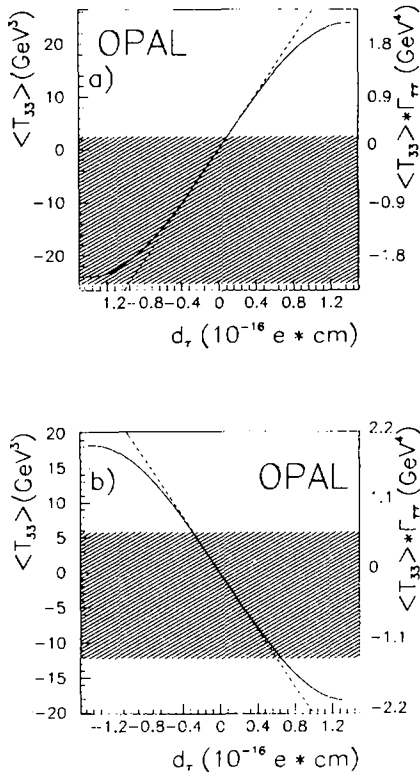 OPAL
a)
<T₃₃> (GeV³)
20
10
0
-10
-20
1.8
0.9
0
-0.9
-1.8
<T₃₃>*Γττ (GeV⁴)
-1.2-0.8-0.4 0 0.4 0.8 1.2
dτ (10⁻¹⁶ e * cm)
b)
OPAL
<T₃₃> (GeV³)
20
15
10
5
0
-5
-10
-15
-20
2.2
1.1
0
-1.1
-2.2
<T₃₃>*Γττ (GeV⁴)
-1.2-0.8-0.4 0 0.4 0.8 1.2
dτ (10⁻¹⁶ e * cm)